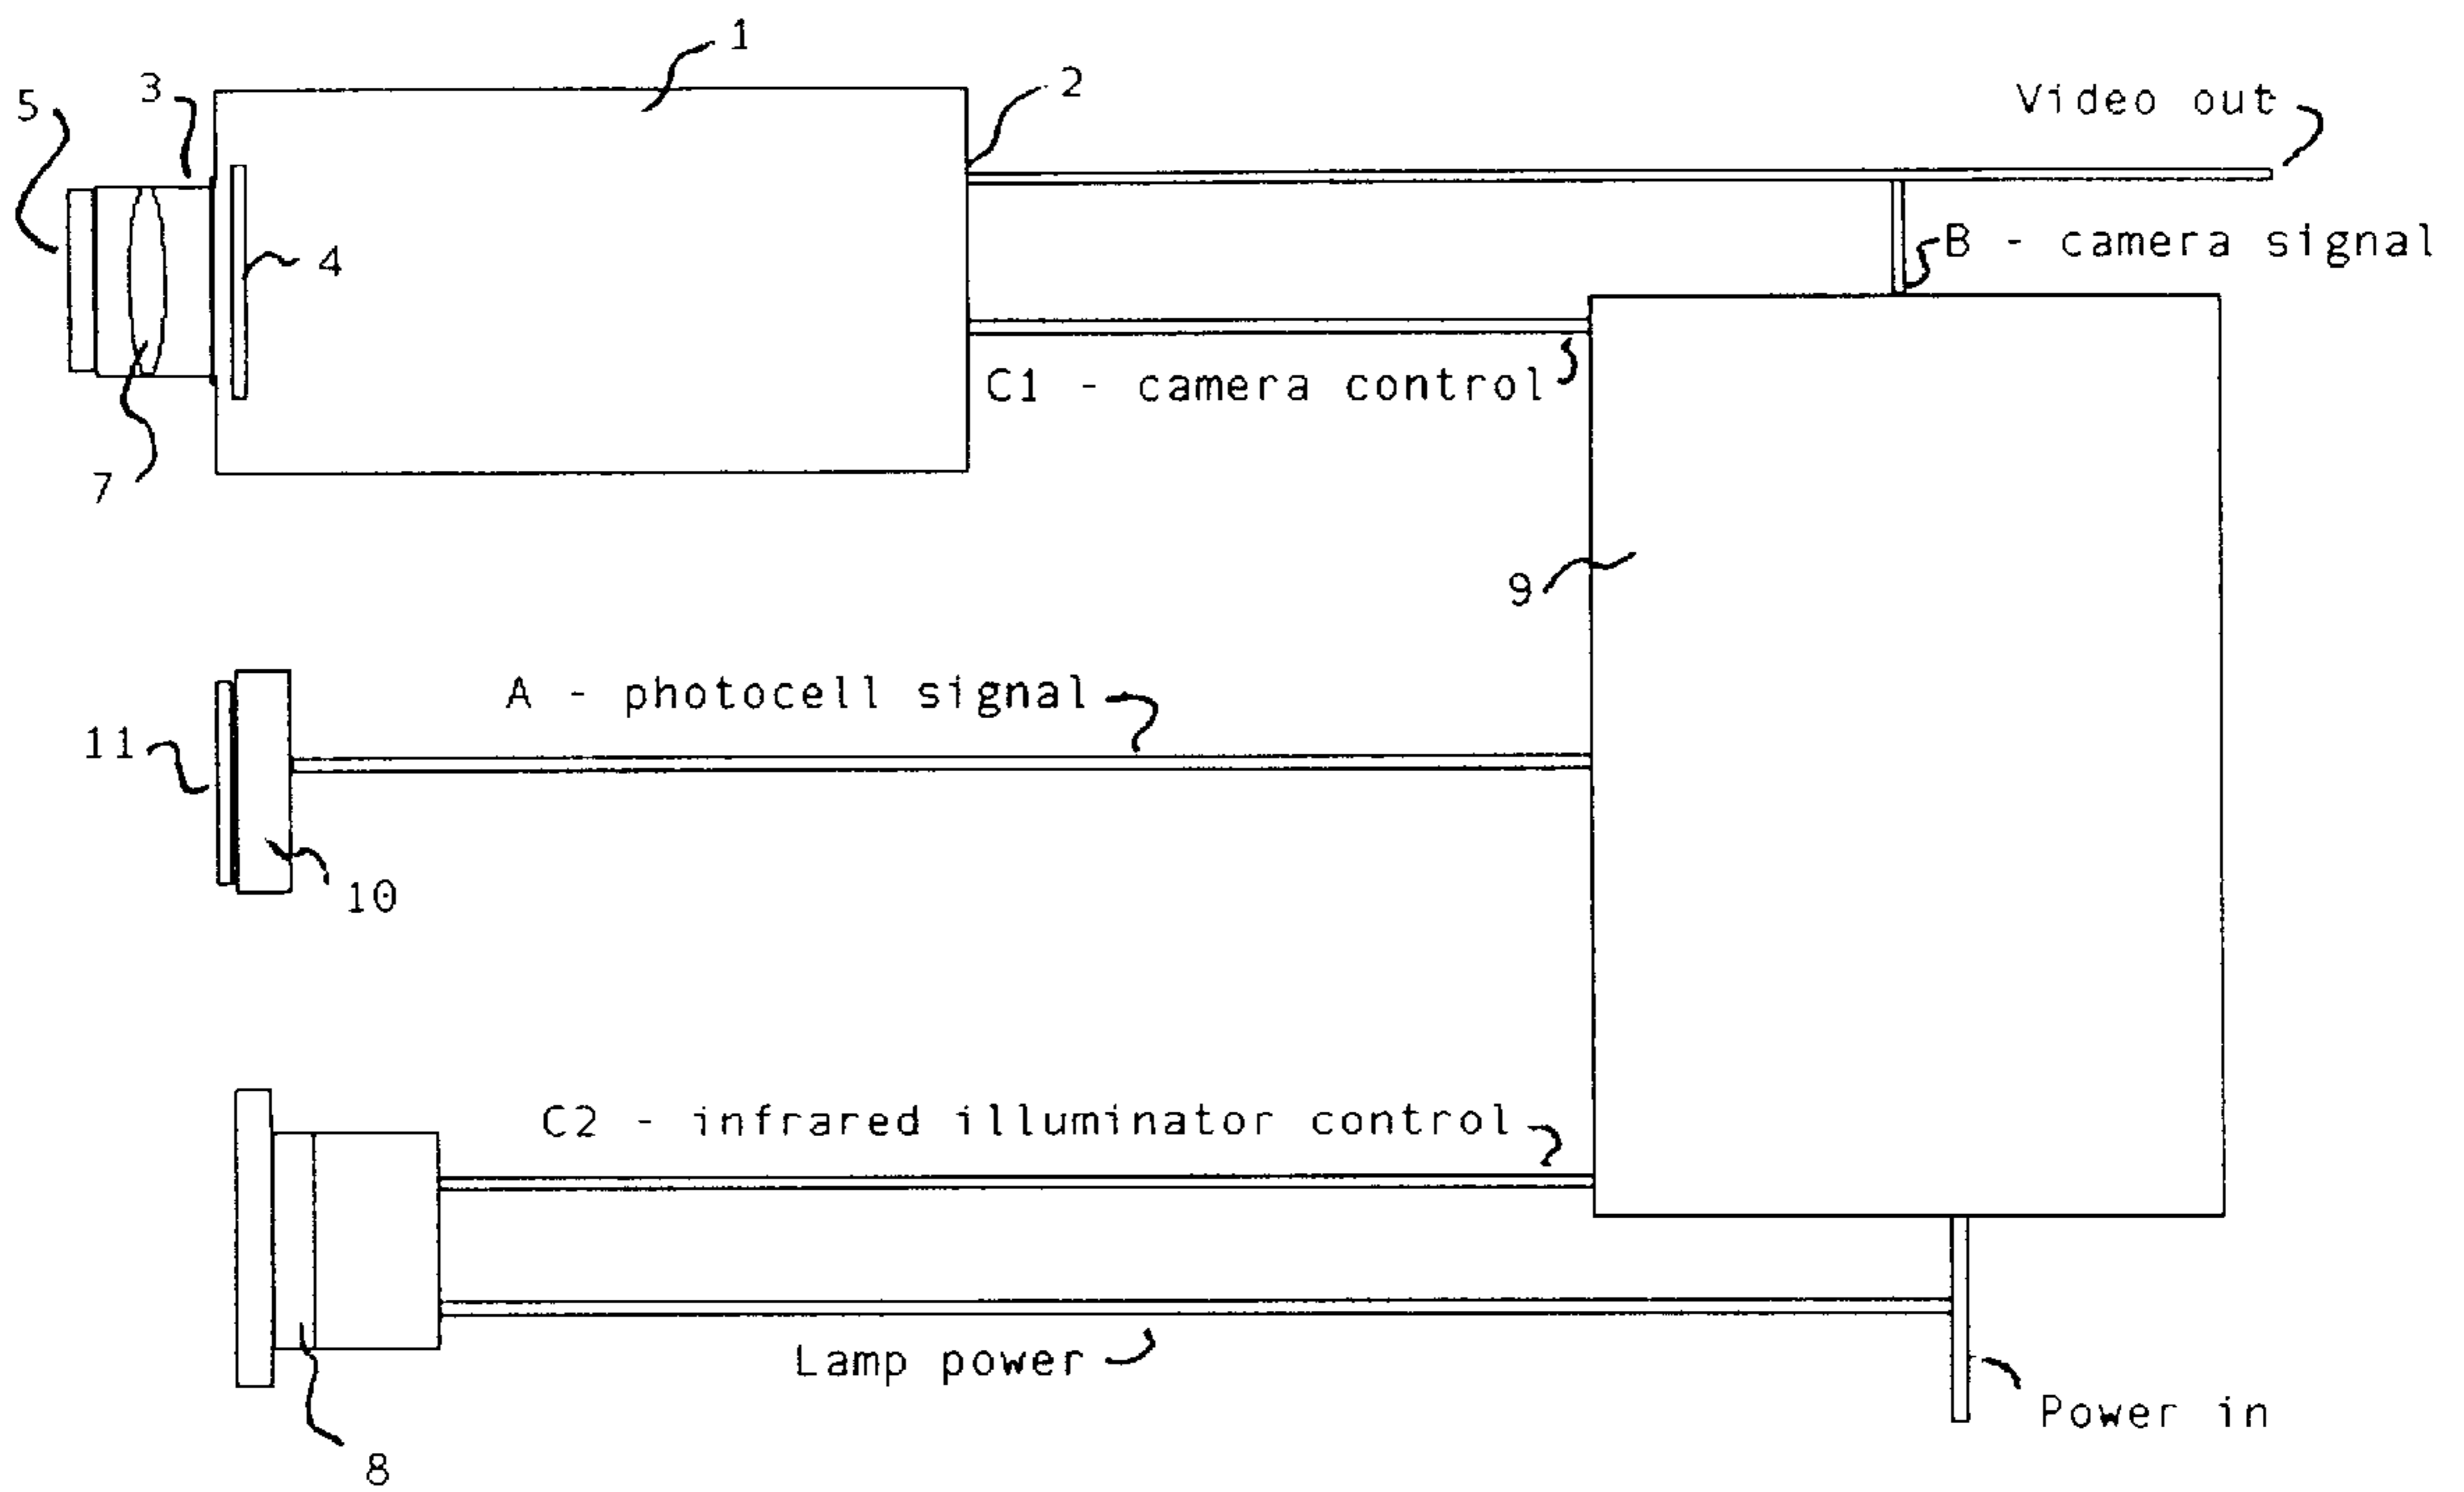 1
2
3
5
Video out
4
B - camera signal
C1 - camera control
7
9
A - photocell signal
11
10
C2 - infrared illuminator control
Lamp power
Power in
8